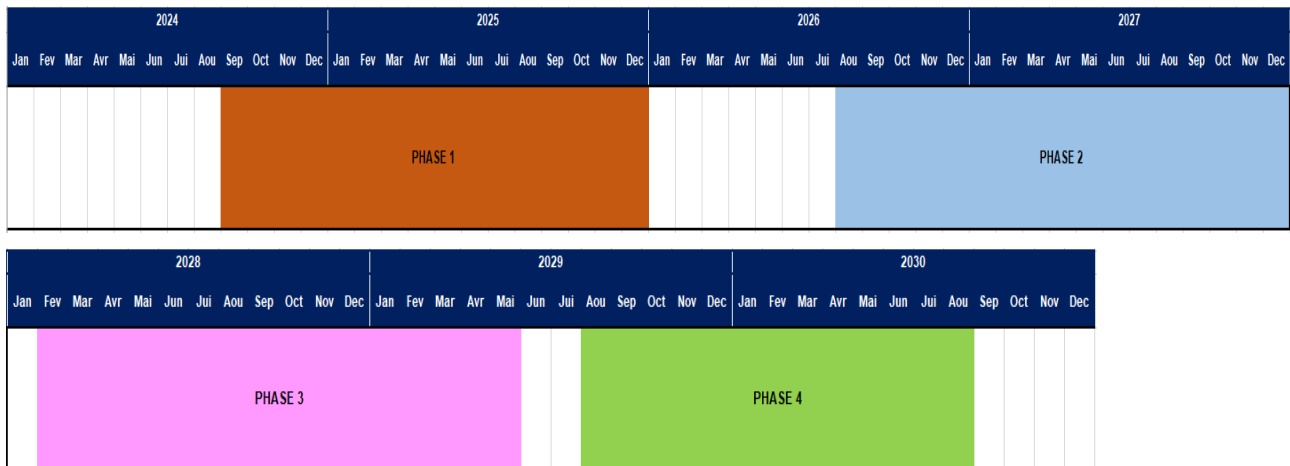 2024 2025 2026 2027
Jan Fev Mar Avr Mai Jun Jui Aou Sep Oct Nov Dec Jan Fev Mar Avr Mai Jun Jui Aou Sep Oct Nov Dec Jan Fev Mar Avr Mai Jun Jui Aou Sep Oct Nov Dec Jan Fev Mar Avr Mai Jun Jui Aou Sep Oct Nov Dec
PHASE 1 PHASE 2
2028 2029 2030
Jan Fev Mar Avr Mai Jun Jui Aou Sep Oct Nov Dec Jan Fev Mar Avr Mai Jun Jui Aou Sep Oct Nov Dec Jan Fev Mar Avr Mai Jun Jui Aou Sep Oct Nov Dec
PHASE 3 PHASE 4